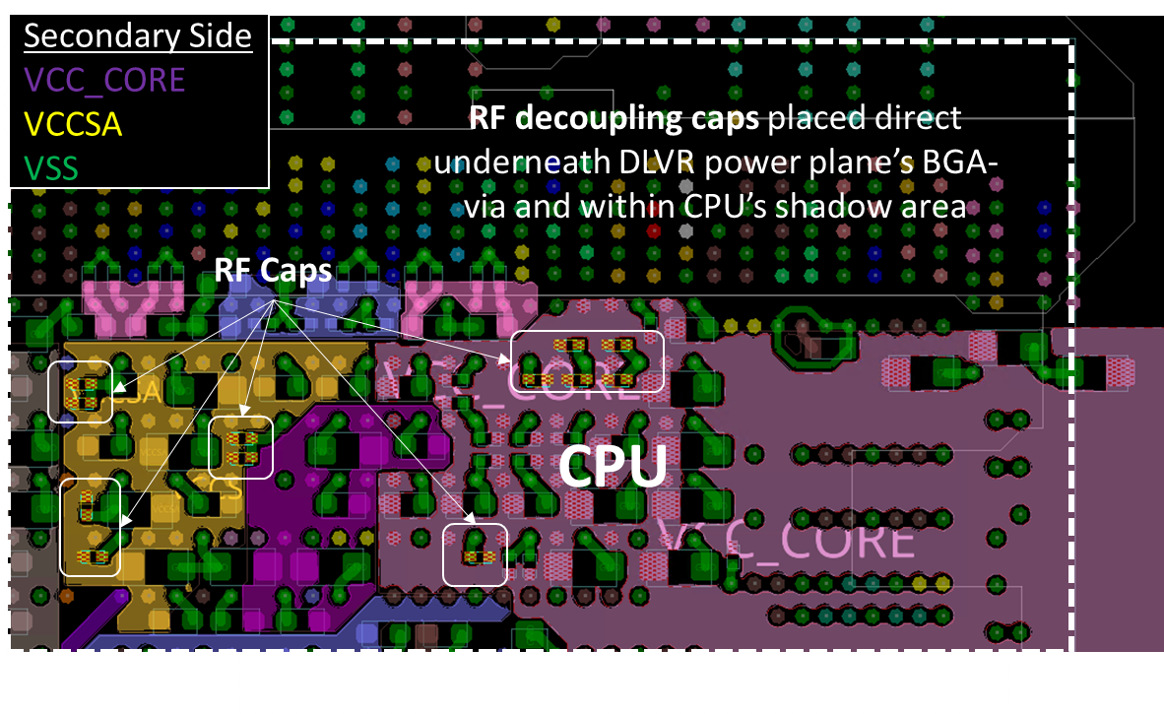 Secondary Side
VCC_CORE
VCCSA
VSS
RF decoupling caps placed direct
underneath DLVR power plane's BGA-
via and within CPU's shadow area
RF Caps
CPU